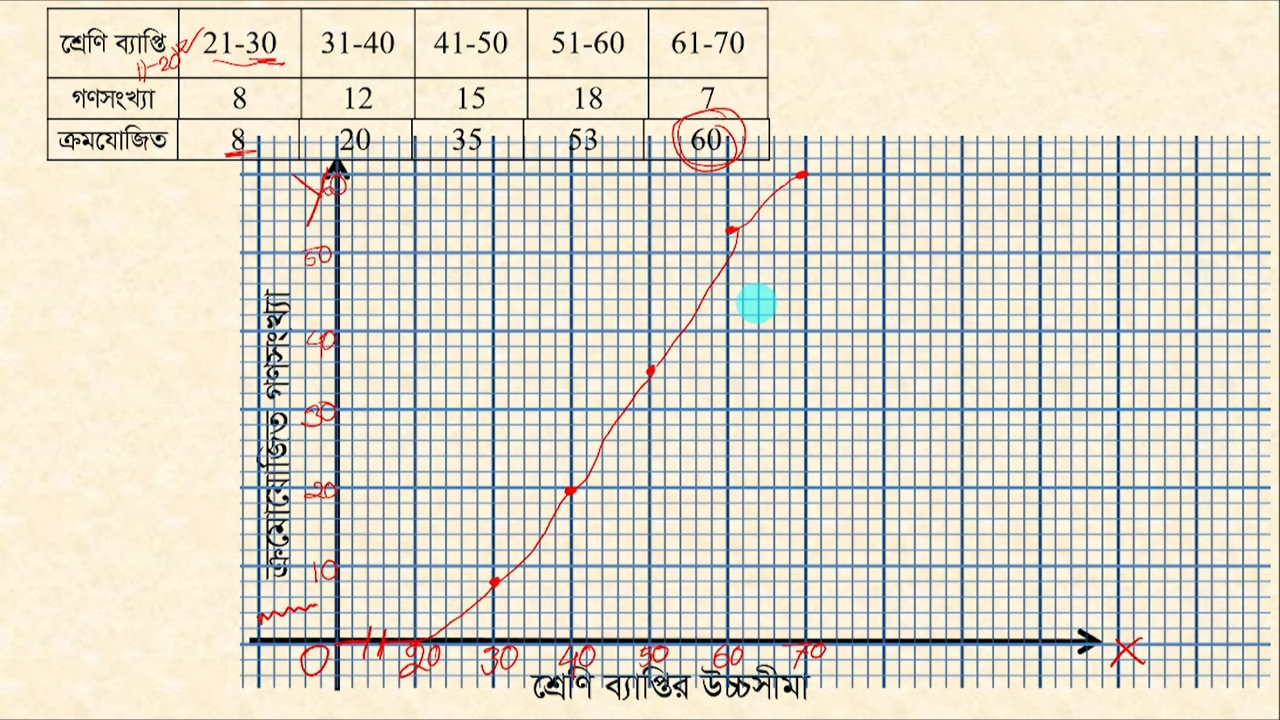 শ্রেণি ব্যাপ্তি 21-30 31-40 41-50 51-60 61-70
11-20
গণসংখ্যা 8 12 15 18 7
ক্রমযোজিত 8 20 35 53 60
Y
60
50
40
30
20
10
ক্রমোযোজিত গণসংখ্যা
0 20 30 40 50 60 70 X
শ্রেণি ব্যাপ্তির উচ্চসীমা